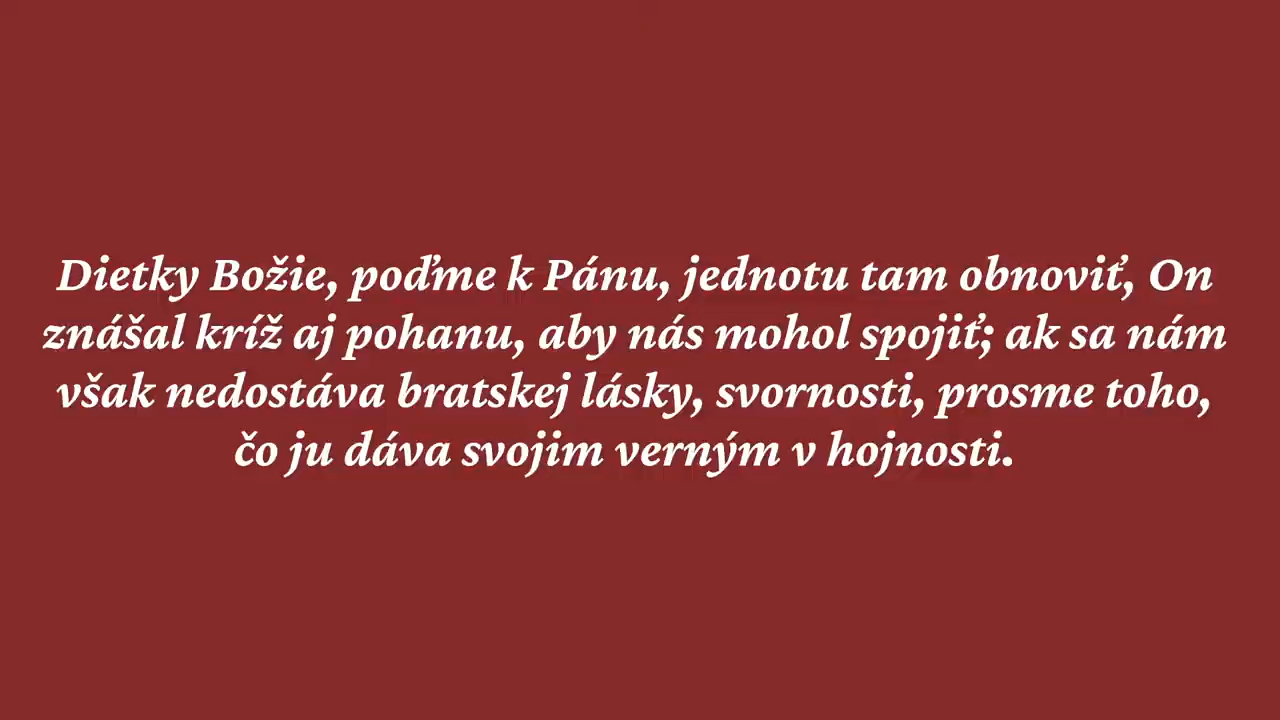 Dietky Božie, poďme k Pánu, jednotu tam obnoviť, On
znášal kríž aj pohanu, aby nás mohol spojiť; ak sa nám
však nedostáva bratskej lásky, svornosti, prosme toho,
čo ju dáva svojim verným v hojnosti.